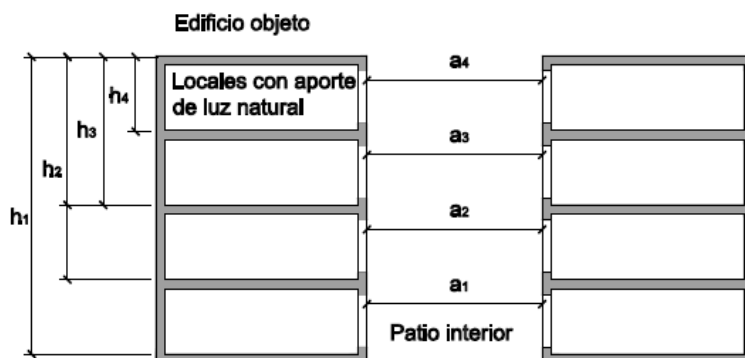 Edificio objeto
Locales con aporte
de luz natural
h4
h3
h2
h1
a4
a3
a2
a1
Patio interior